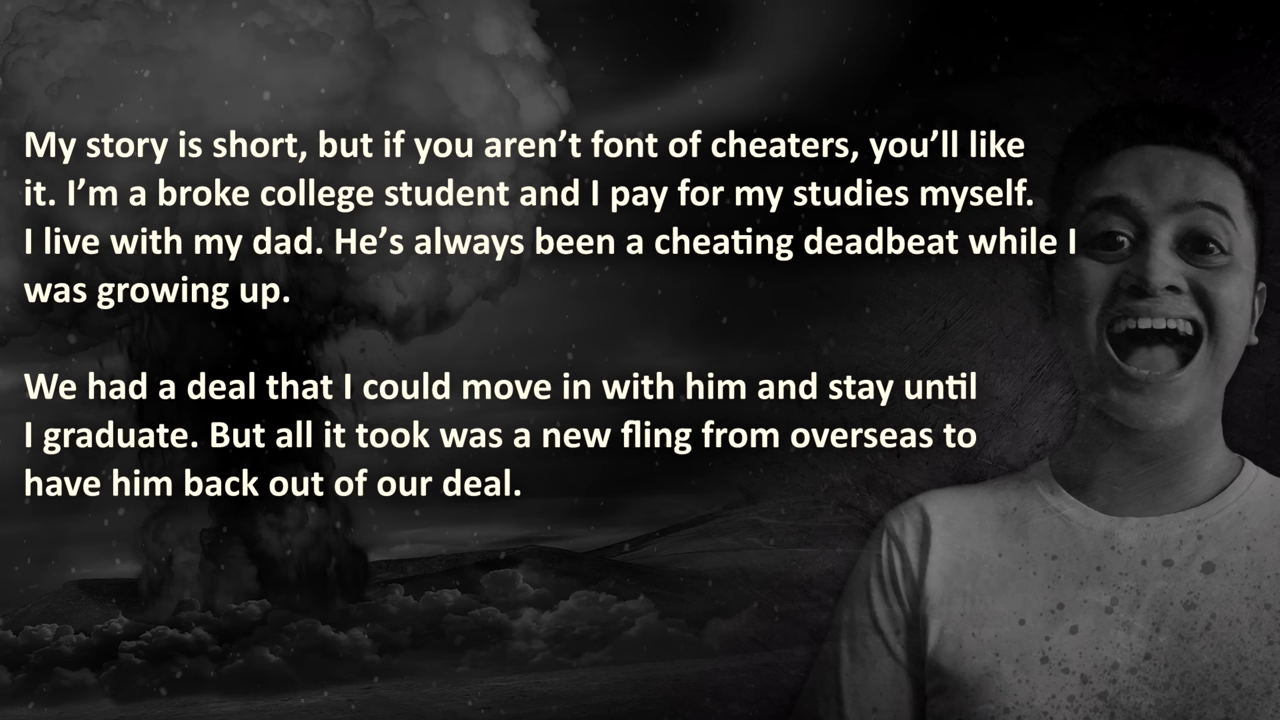 My story is short, but if you aren’t font of cheaters, you’ll like
it. I’m a broke college student and I pay for my studies myself.
I live with my dad. He’s always been a cheating deadbeat while I
was growing up.
We had a deal that I could move in with him and stay until
I graduate. But all it took was a new fling from overseas to
have him back out of our deal.